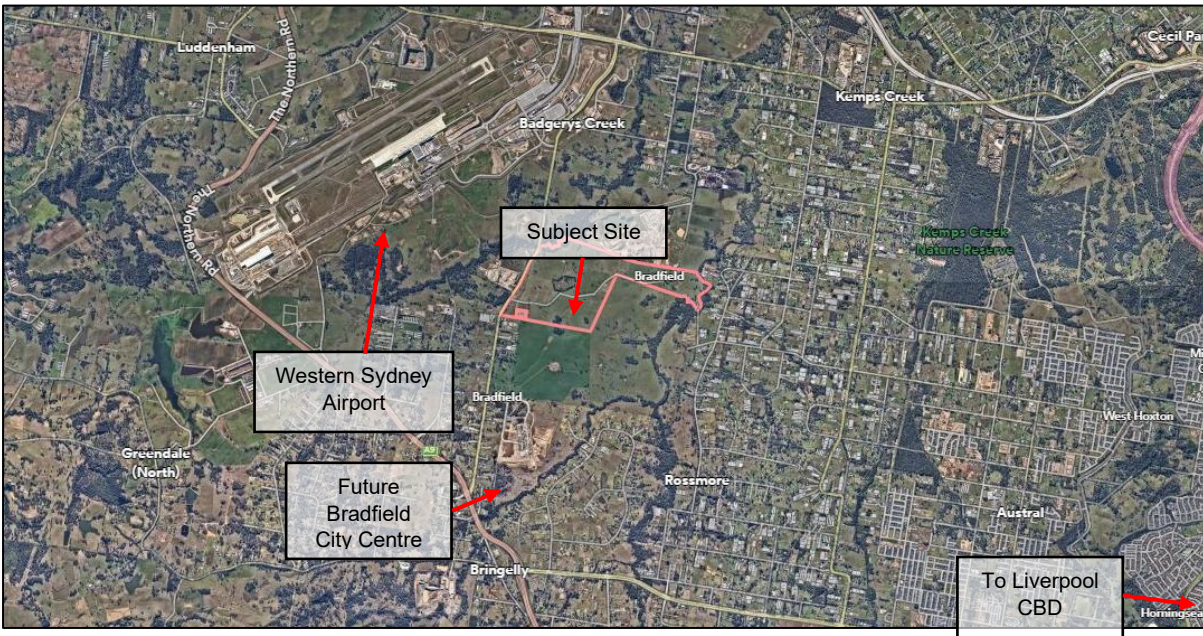 Luddenham
The Northern Rd
Cecil Pa
Kemps Creek
Badgerys Creek
The Northern Rd
Subject Site
Kemps Creek
Nature Reserve
Bradfield
Western Sydney
Airport
Bradfield
West Hoxton
A9
Greendale
(North)
Future
Bradfield
City Centre
Rossmore
Austral
Bringelly
To Liverpool
CBD
Horningsea